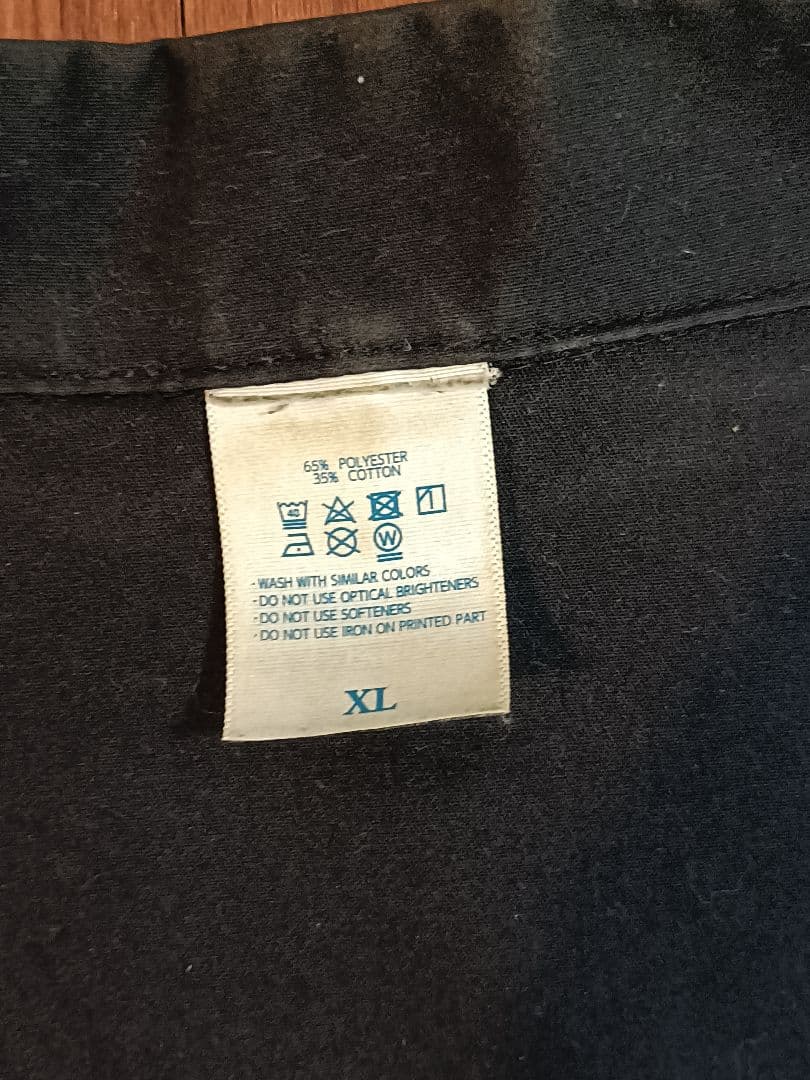 65% POLYESTER
35% COTTON
40
W
-WASH WITH SIMILAR COLORS
-DO NOT USE OPTICAL BRIGHTENERS
-DO NOT USE SOFTENERS
-DO NOT USE IRON ON PRINTED PART
XL